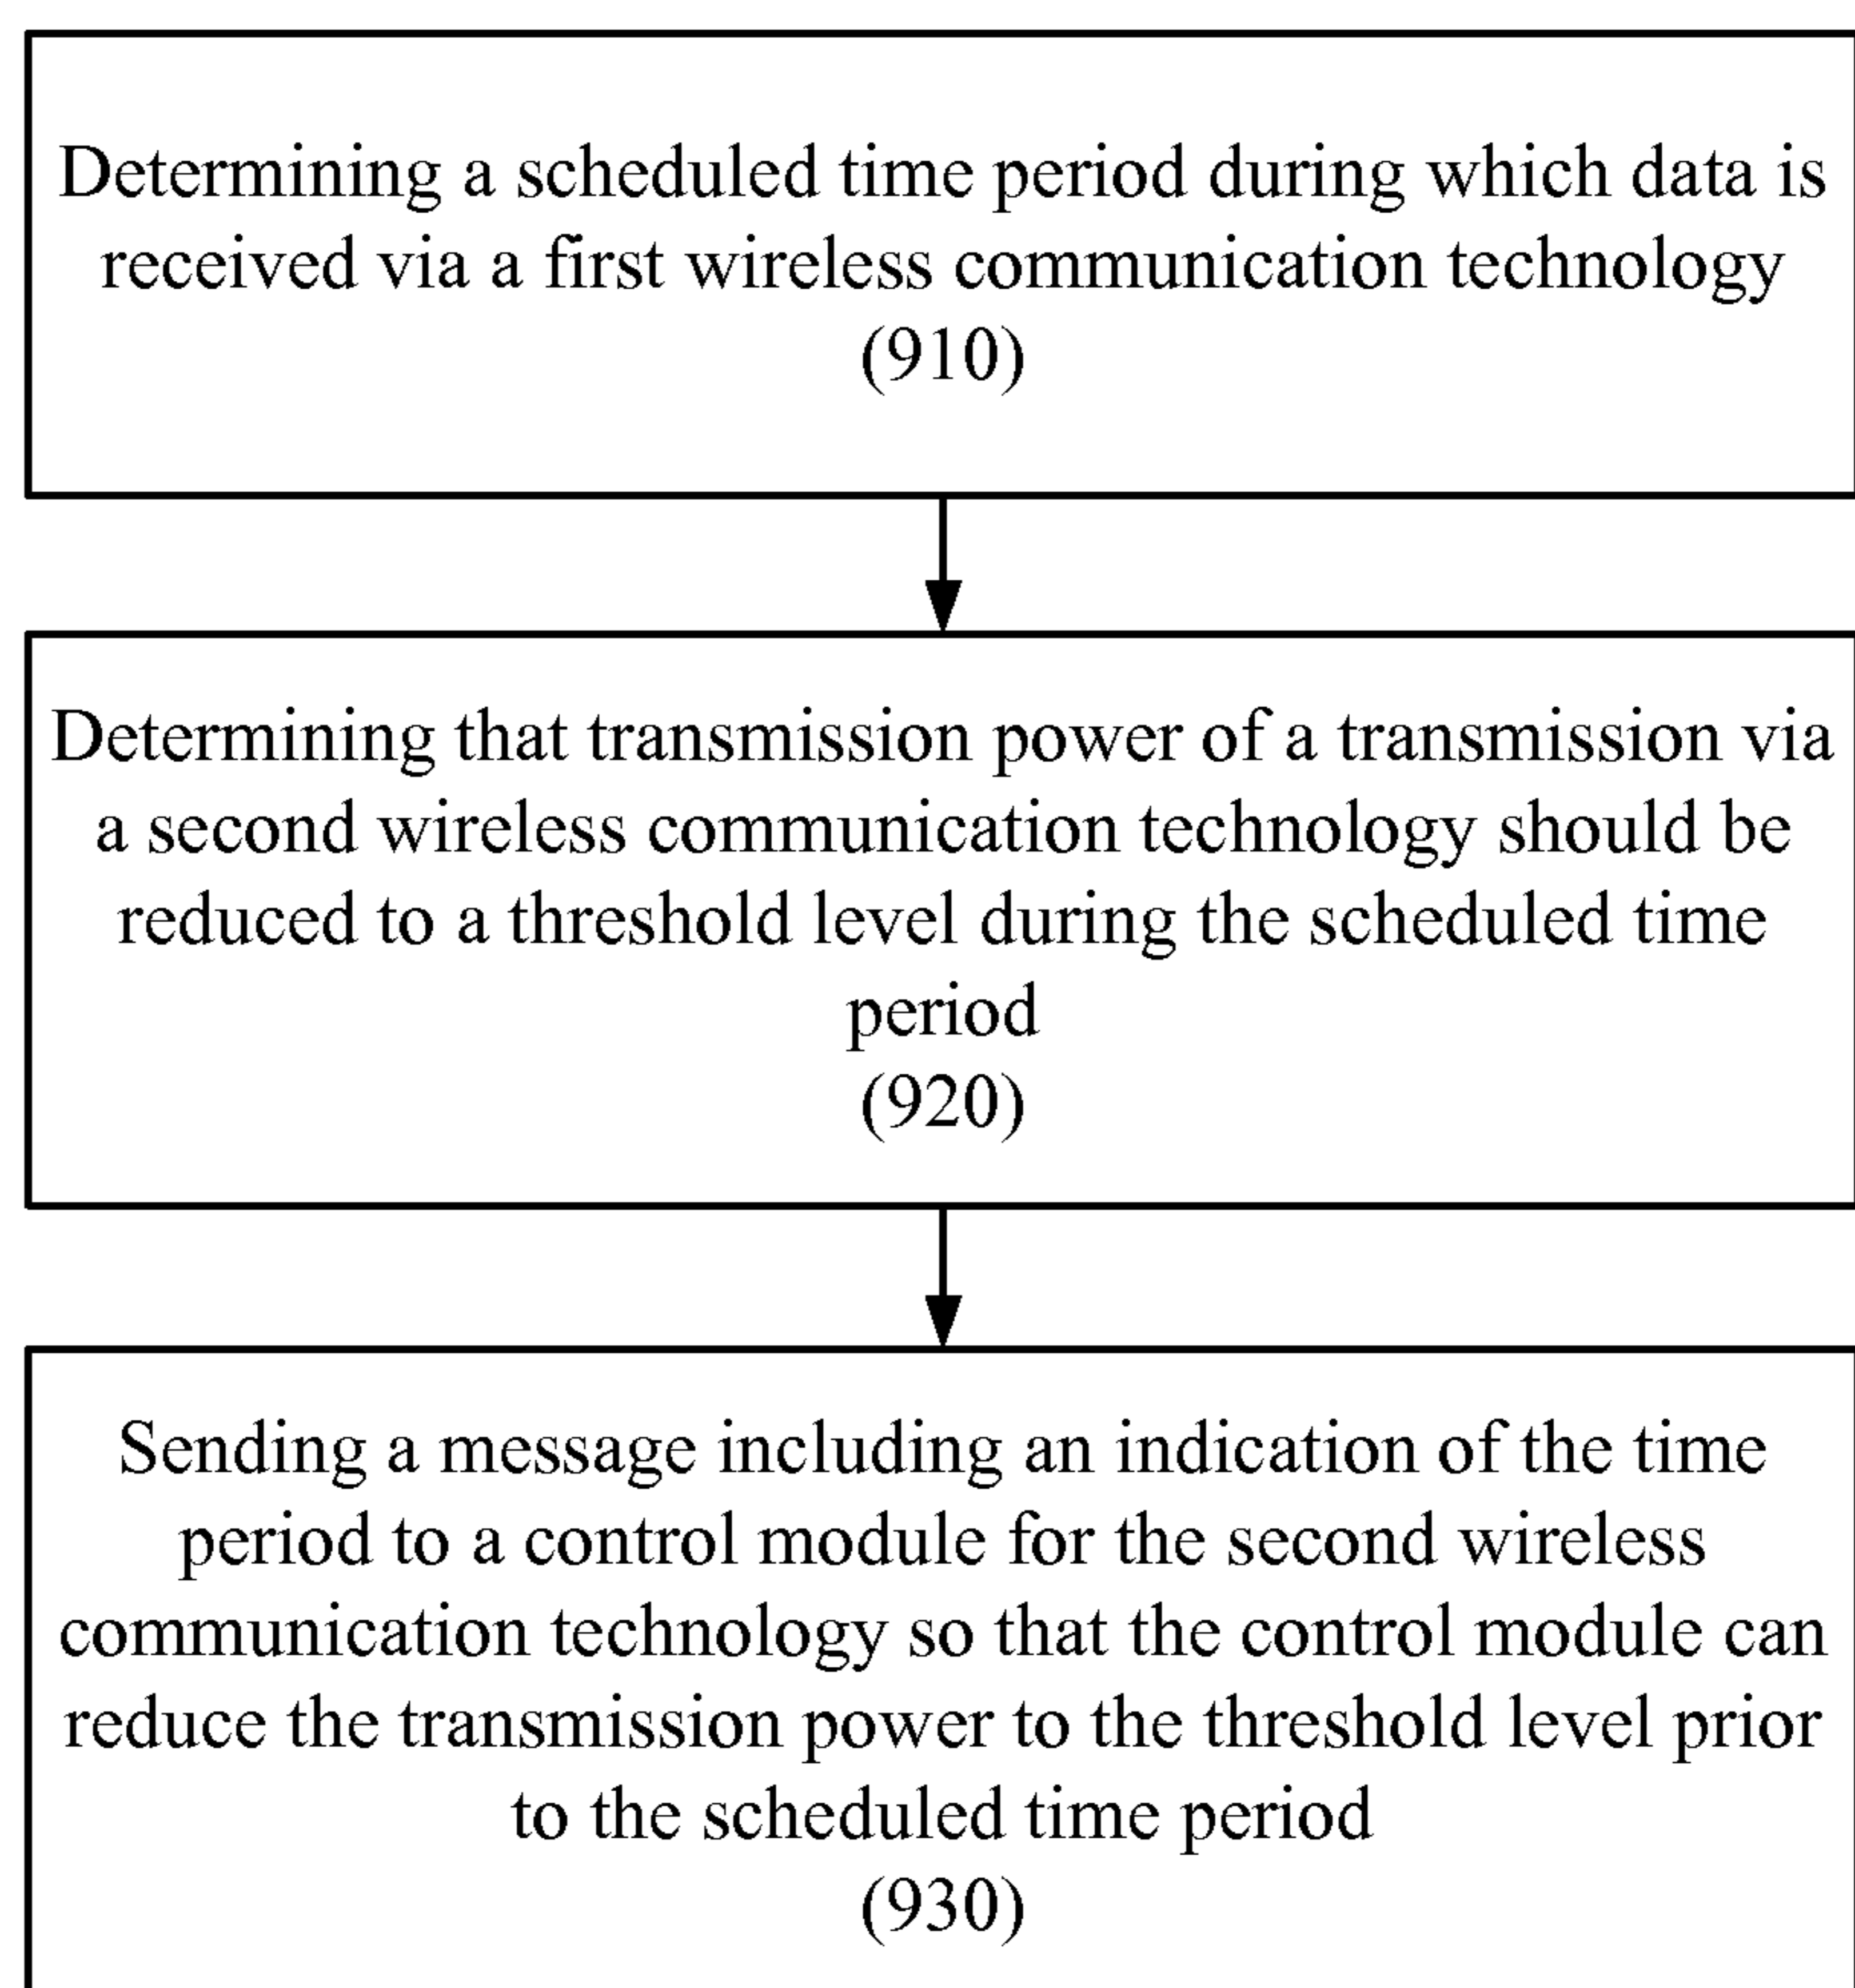 Determining a scheduled time period during which data is
received via a first wireless communication technology
(910)
Determining that transmission power of a transmission via
a second wireless communication technology should be
reduced to a threshold level during the scheduled time
period
(920)
Sending a message including an indication of the time
period to a control module for the second wireless
communication technology so that the control module can
reduce the transmission power to the threshold level prior
to the scheduled time period
(930)